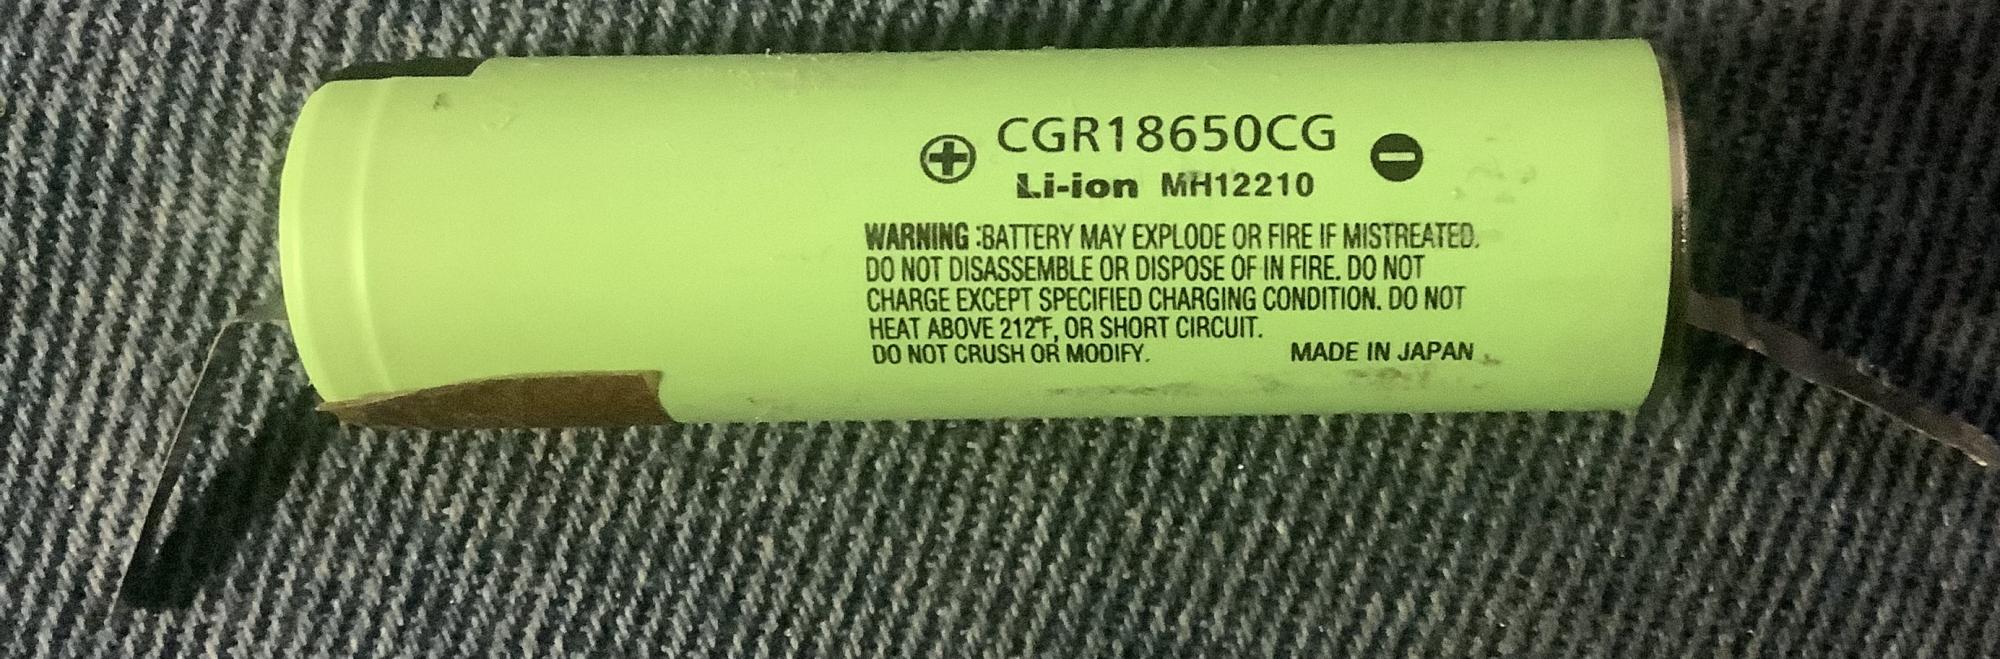 CGR18650CG
Li-ion MH12210
WARNING :BATTERY MAY EXPLODE OR FIRE IF MISTREATED.
DO NOT DISASSEMBLE OR DISPOSE OF IN FIRE. DO NOT
CHARGE EXCEPT SPECIFIED CHARGING CONDITION. DO NOT
HEAT ABOVE 212°F, OR SHORT CIRCUIT.
DO NOT CRUSH OR MODIFY. MADE IN JAPAN